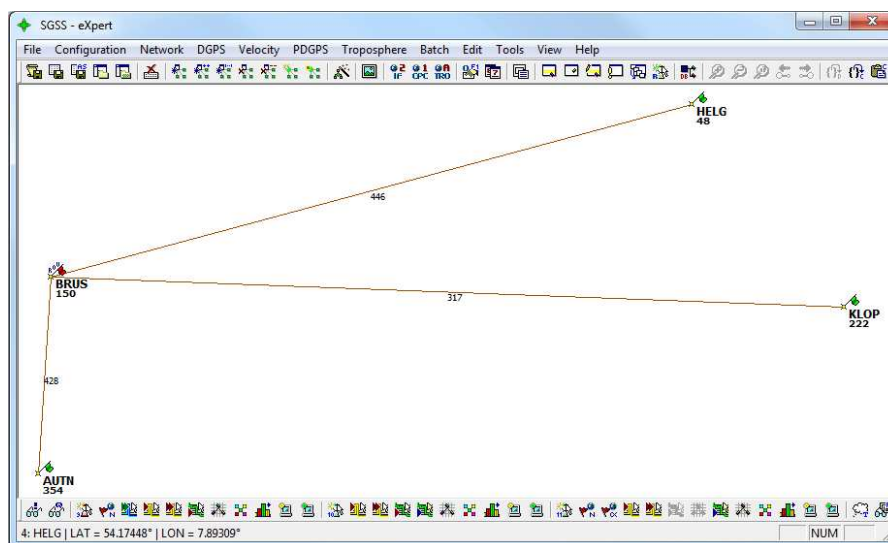 SGSS - eXpert
File Configuration Network DGPS Velocity PDGPS Troposphere Batch Edit Tools View Help
HELG
48
446
BRUS
150
317
KLOP
222
428
AUTN
354
4: HELG | LAT = 54.17448° | LON = 7.89309°
NUM